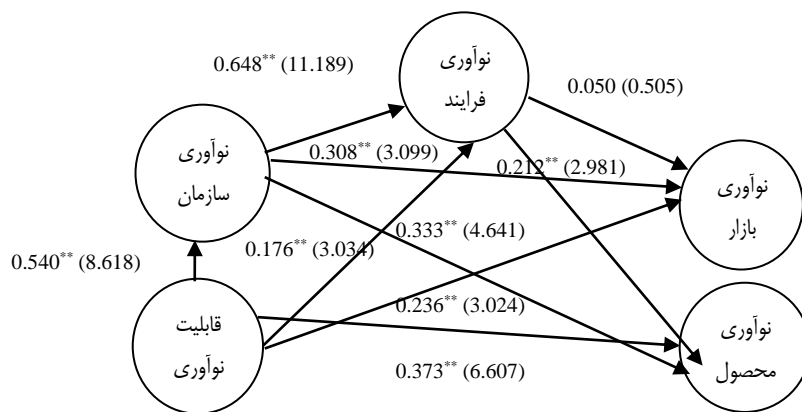 نوآوری
فرایند
0.648** (11.189)
0.050 (0.505)
نوآوری
سازمان
0.308** (3.099)
0.212** (2.981)
نوآوری
بازار
0.540** (8.618)
0.176** (3.034)
0.333** (4.641)
قابلیت
نوآوری
0.236** (3.024)
نوآوری
محصول
0.373** (6.607)